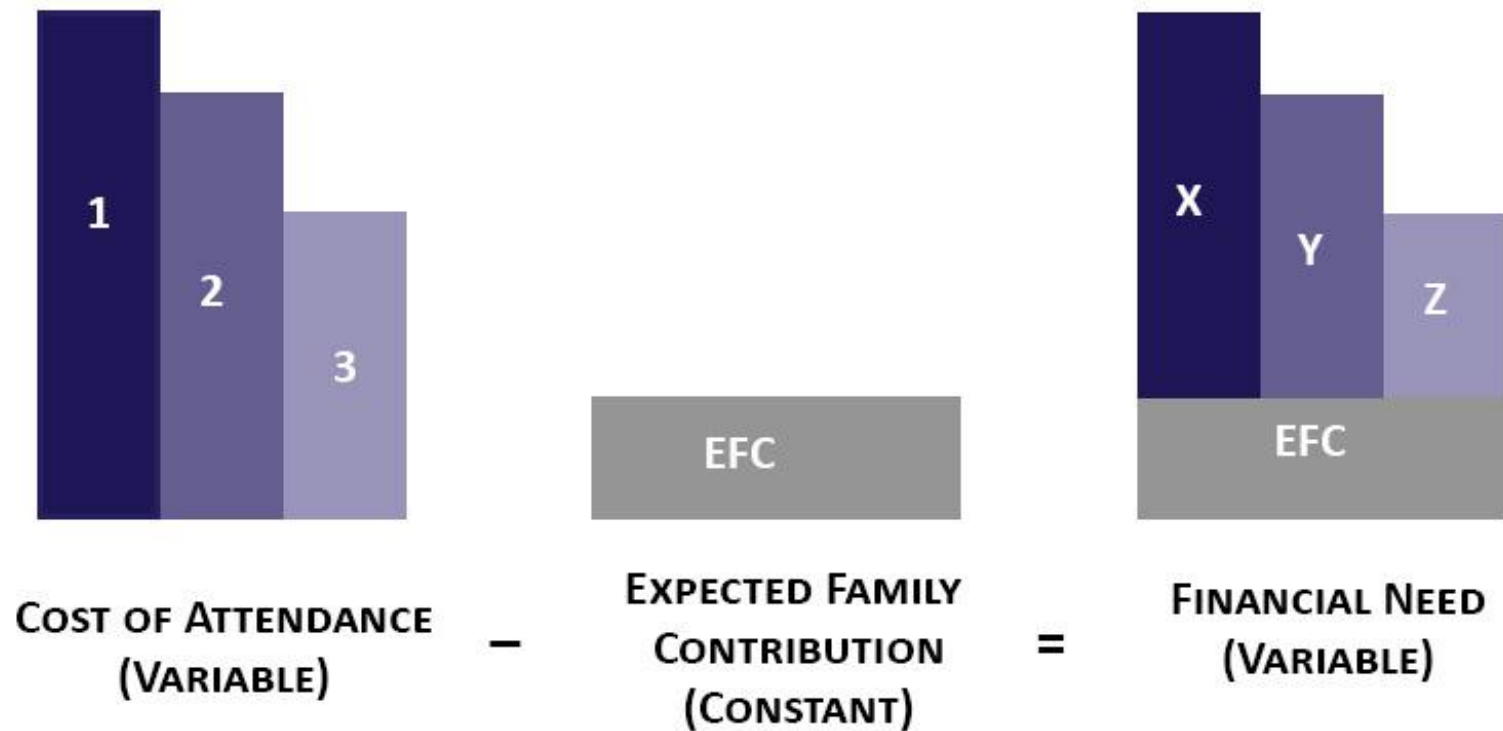 1
2
3
EFC
X
Y
Z
EFC
COST OF ATTENDANCE
(VARIABLE)
–
EXPECTED FAMILY
CONTRIBUTION
(CONSTANT)
=
FINANCIAL NEED
(VARIABLE)